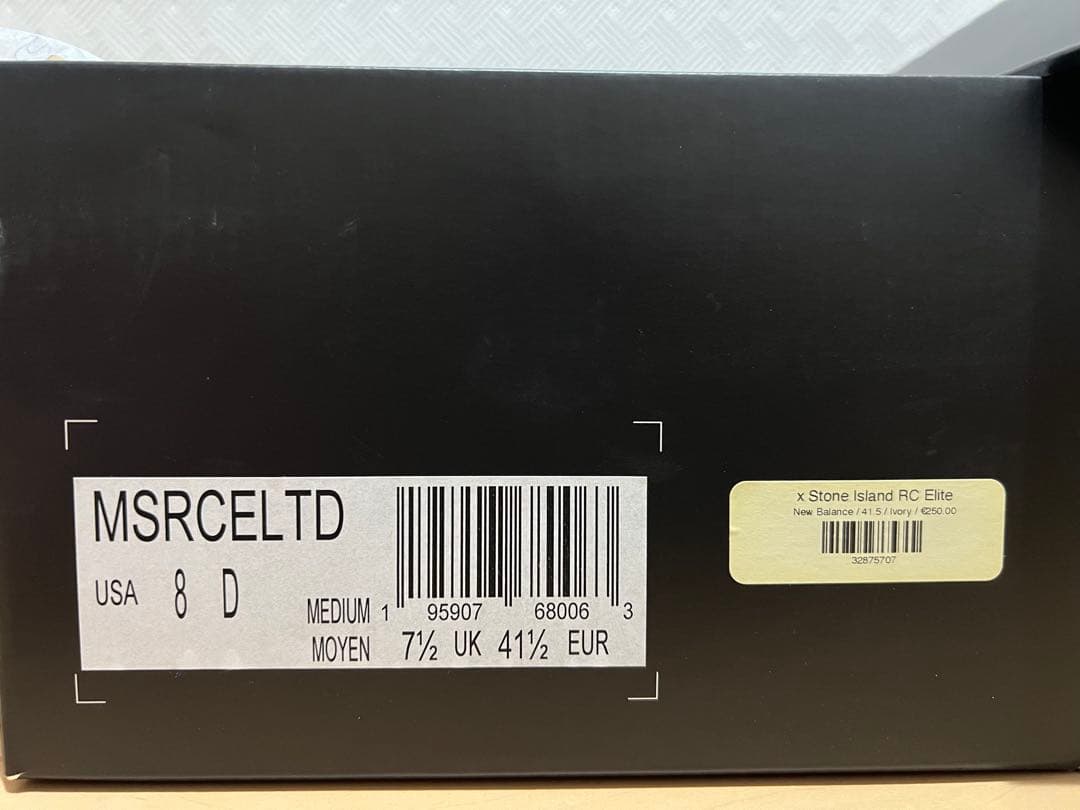 MSRCELTD
USA 8 D
MEDIUM
MOYEN
1 95907 68006 3
7½ UK 41½ EUR
x Stone Island RC Elite
New Balance / 41.5 / Ivory / €250.00
32875707